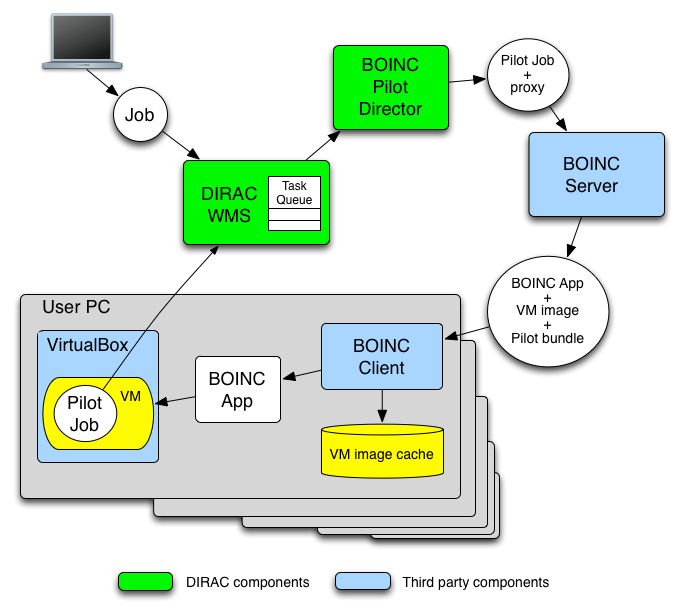 BOINC
Pilot
Director
Pilot Job
+
proxy
Job
BOINC
Server
DIRAC
WMS
Task
Queue
BOINC App
+
VM image
+
Pilot bundle
User PC
VirtualBox
BOINC
Client
BOINC
App
VM
Pilot
Job
VM image cache
DIRAC components
Third party components